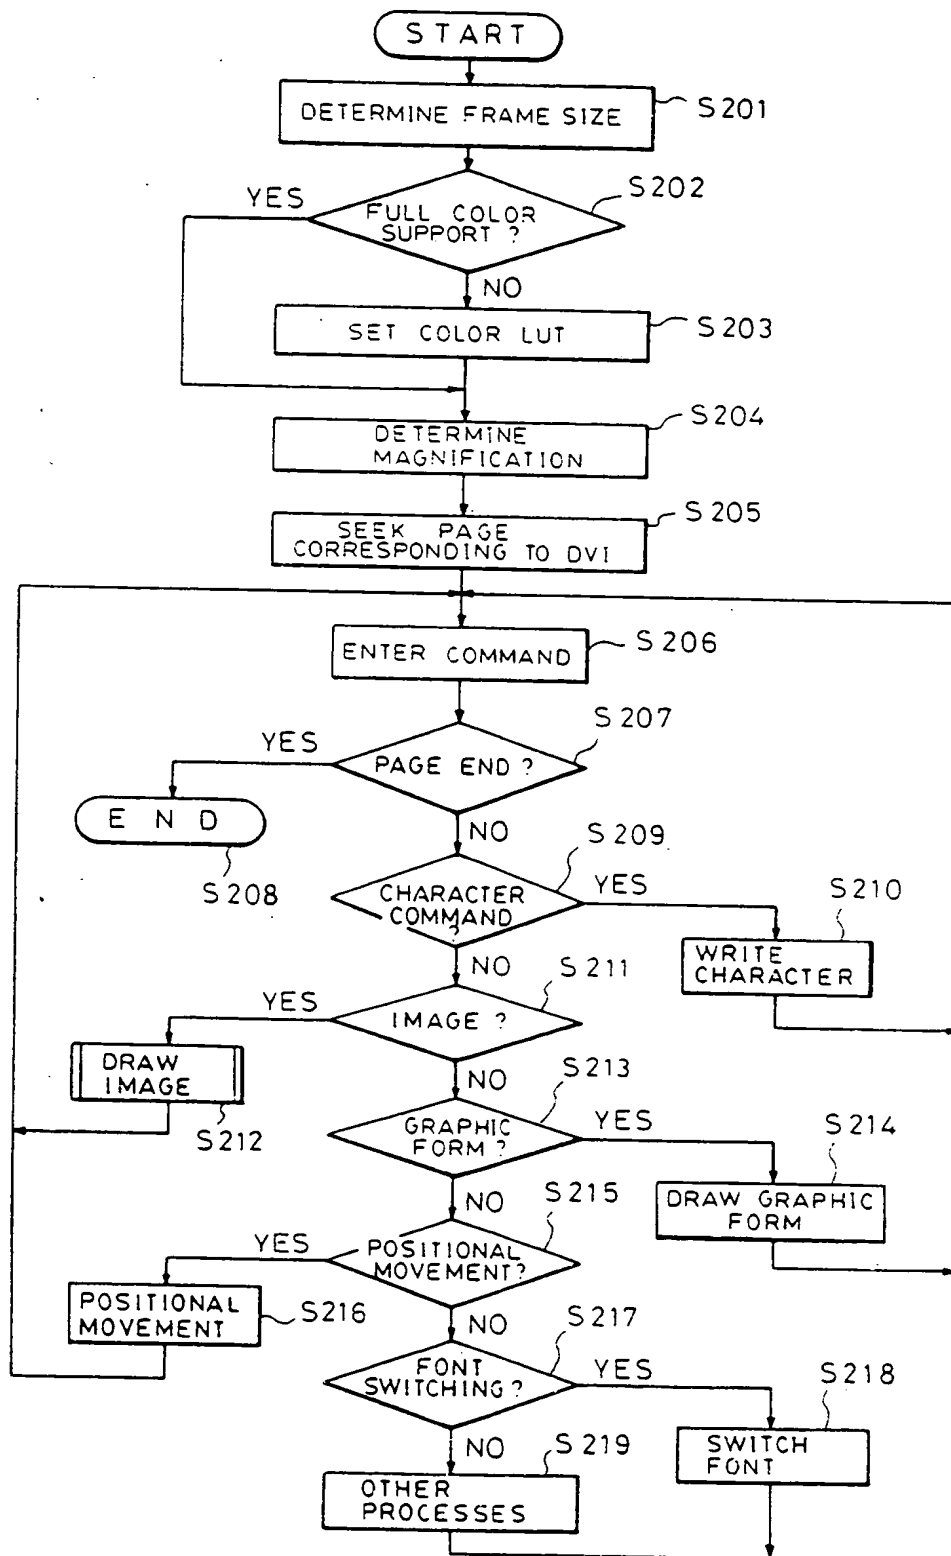 START
DETERMINE FRAME SIZE
S201
YES
S202
FULL COLOR
SUPPORT ?
NO
SET COLOR LUT
S203
S204
DETERMINE
MAGNIFICATION
S205
SEEK PAGE
CORRESPONDING TO DVI
ENTER COMMAND
S206
S207
YES
PAGE END ?
END
S208
NO
S209
CHARACTER
COMMAND
?
YES
S210
WRITE
CHARACTER
NO
S211
YES
IMAGE ?
DRAW
IMAGE
S212
NO
S213
GRAPHIC
FORM ?
YES
S214
DRAW GRAPHIC
FORM
NO
S215
YES
POSITIONAL
MOVEMENT?
POSITIONAL
MOVEMENT
S216
NO
S217
FONT
SWITCHING ?
YES
S218
SWITCH
FONT
NO
S219
OTHER
PROCESSES